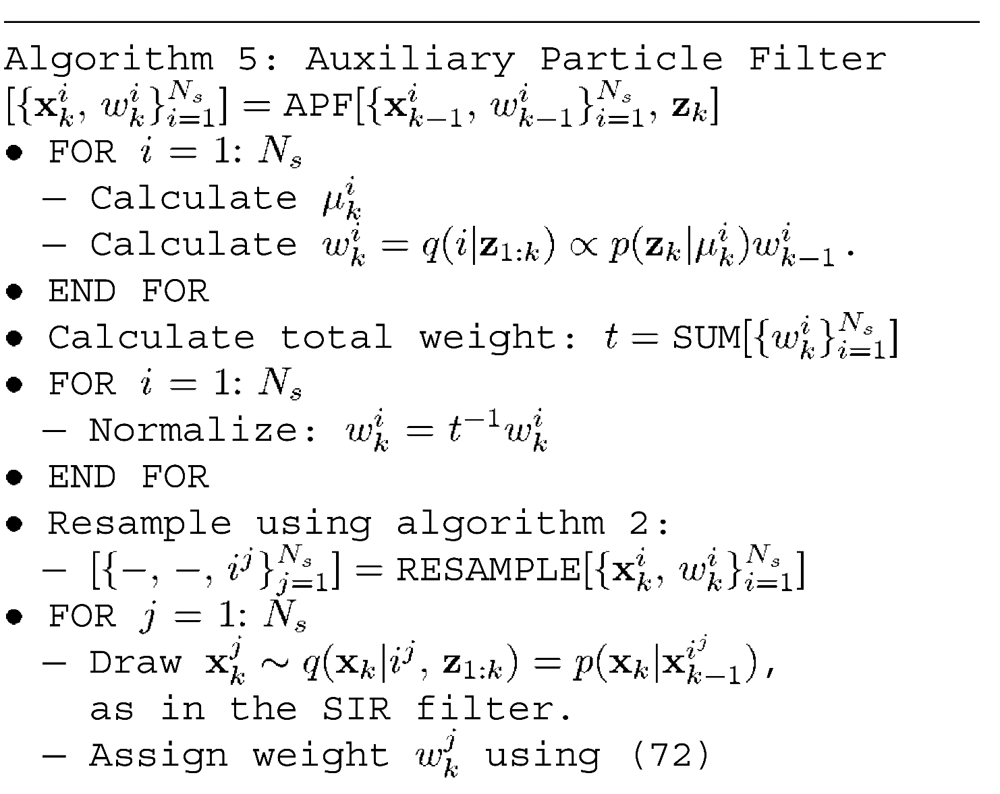 Algorithm 5: Auxiliary Particle Filter
$[\{\mathbf{x}_k^i, w_k^i\}_{i=1}^{N_s}] = \text{APF}[\{\mathbf{x}_{k-1}^i, w_{k-1}^i\}_{i=1}^{N_s}, \mathbf{z}_k]$
• FOR $i = 1: N_s$
– Calculate $\mu_k^i$
– Calculate $w_k^i = q(i|\mathbf{z}_{1:k}) \propto p(\mathbf{z}_k|\mu_k^i)w_{k-1}^i$.
• END FOR
• Calculate total weight: $t = \text{SUM}[\{w_k^i\}_{i=1}^{N_s}]$
• FOR $i = 1: N_s$
– Normalize: $w_k^i = t^{-1}w_k^i$
• END FOR
• Resample using algorithm 2:
– $[\{-, -, i^j\}_{j=1}^{N_s}] = \text{RESAMPLE}[\{\mathbf{x}_k^i, w_k^i\}_{i=1}^{N_s}]$
• FOR $j = 1: N_s$
– Draw $\mathbf{x}_k^j \sim q(\mathbf{x}_k|i^j, \mathbf{z}_{1:k}) = p(\mathbf{x}_k|\mathbf{x}_{k-1}^{i^j})$,
as in the SIR filter.
– Assign weight $w_k^j$ using (72)